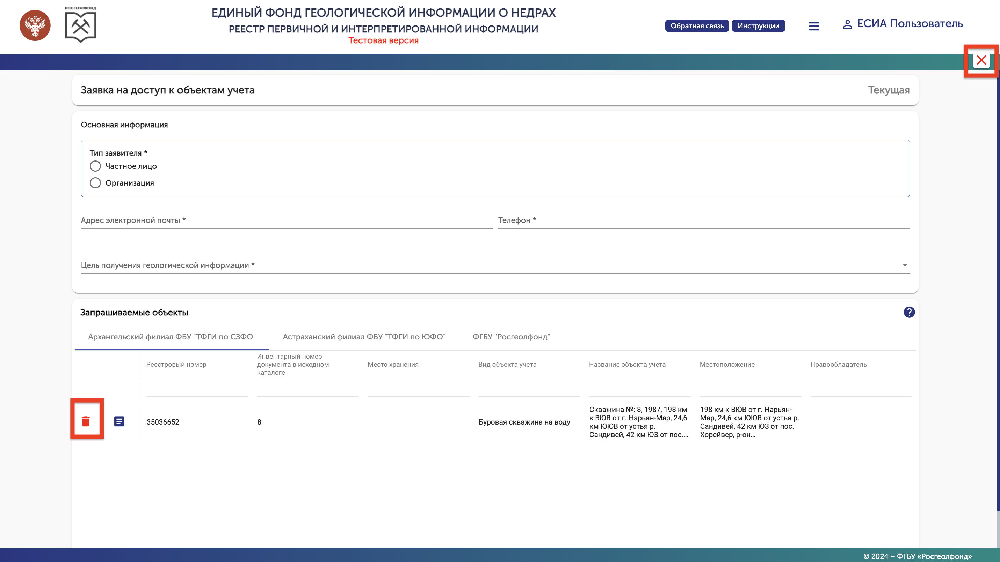 РОСГЕОЛФОНД
ЕДИНЫЙ ФОНД ГЕОЛОГИЧЕСКОЙ ИНФОРМАЦИИ О НЕДРАХ
РЕЕСТР ПЕРВИЧНОЙ И ИНТЕРПРЕТИРОВАННОЙ ИНФОРМАЦИИ
Тестовая версия
Обратная связь
Инструкции
ЕСИА Пользователь
Заявка на доступ к объектам учета
Текущая
Основная информация
Тип заявителя *
Частное лицо
Организация
Адрес электронной почты *
Телефон *
Цель получения геологической информации *
Запрашиваемые объекты
?
Архангельский филиал ФБУ "ТФГИ по СЗФО"
Астраханский филиал ФБУ "ТФГИ по ЮФО"
ФГБУ "Росгеолфонд"
Реестровый номер
Инвентарный номер
документа в исходном
каталоге
Место хранения
Вид объекта учета
Название объекта учета
Местоположение
Правообладатель
35036652
8
Буровая скважина на воду
Скважина №: 8, 1987, 198 км
к ВЮВ от г. Нарьян-Мар, 24,6
км ЮЮВ от устья р.
Сандивей, 42 км ЮЗ от пос....
198 км к ВЮВ от г. Нарьян-
Мар, 24,6 км ЮЮВ от устья р.
Сандивей, 42 км ЮЗ от пос.
Хорейвер, р-он...
© 2024 – ФГБУ «Росгеолфонд»